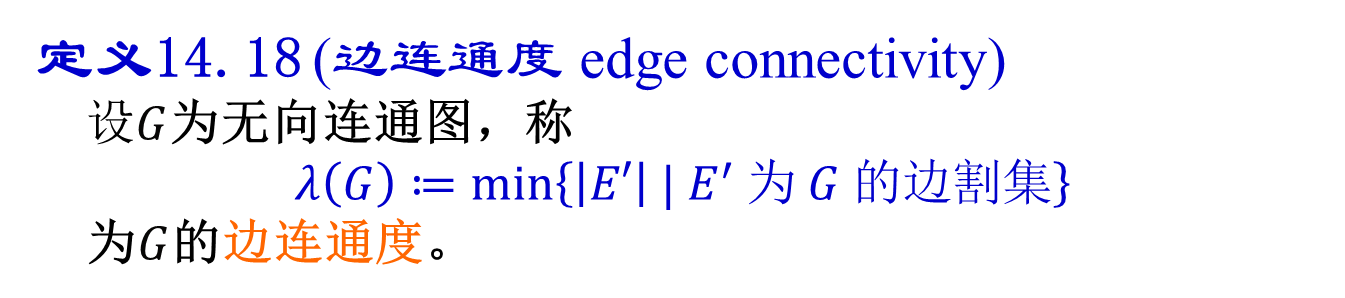 定义14.18(边连通度 edge connectivity)
设G为无向连通图，称
λ(G) ≔ min{|E′| | E′ 为 G 的边割集}
为G的边连通度。